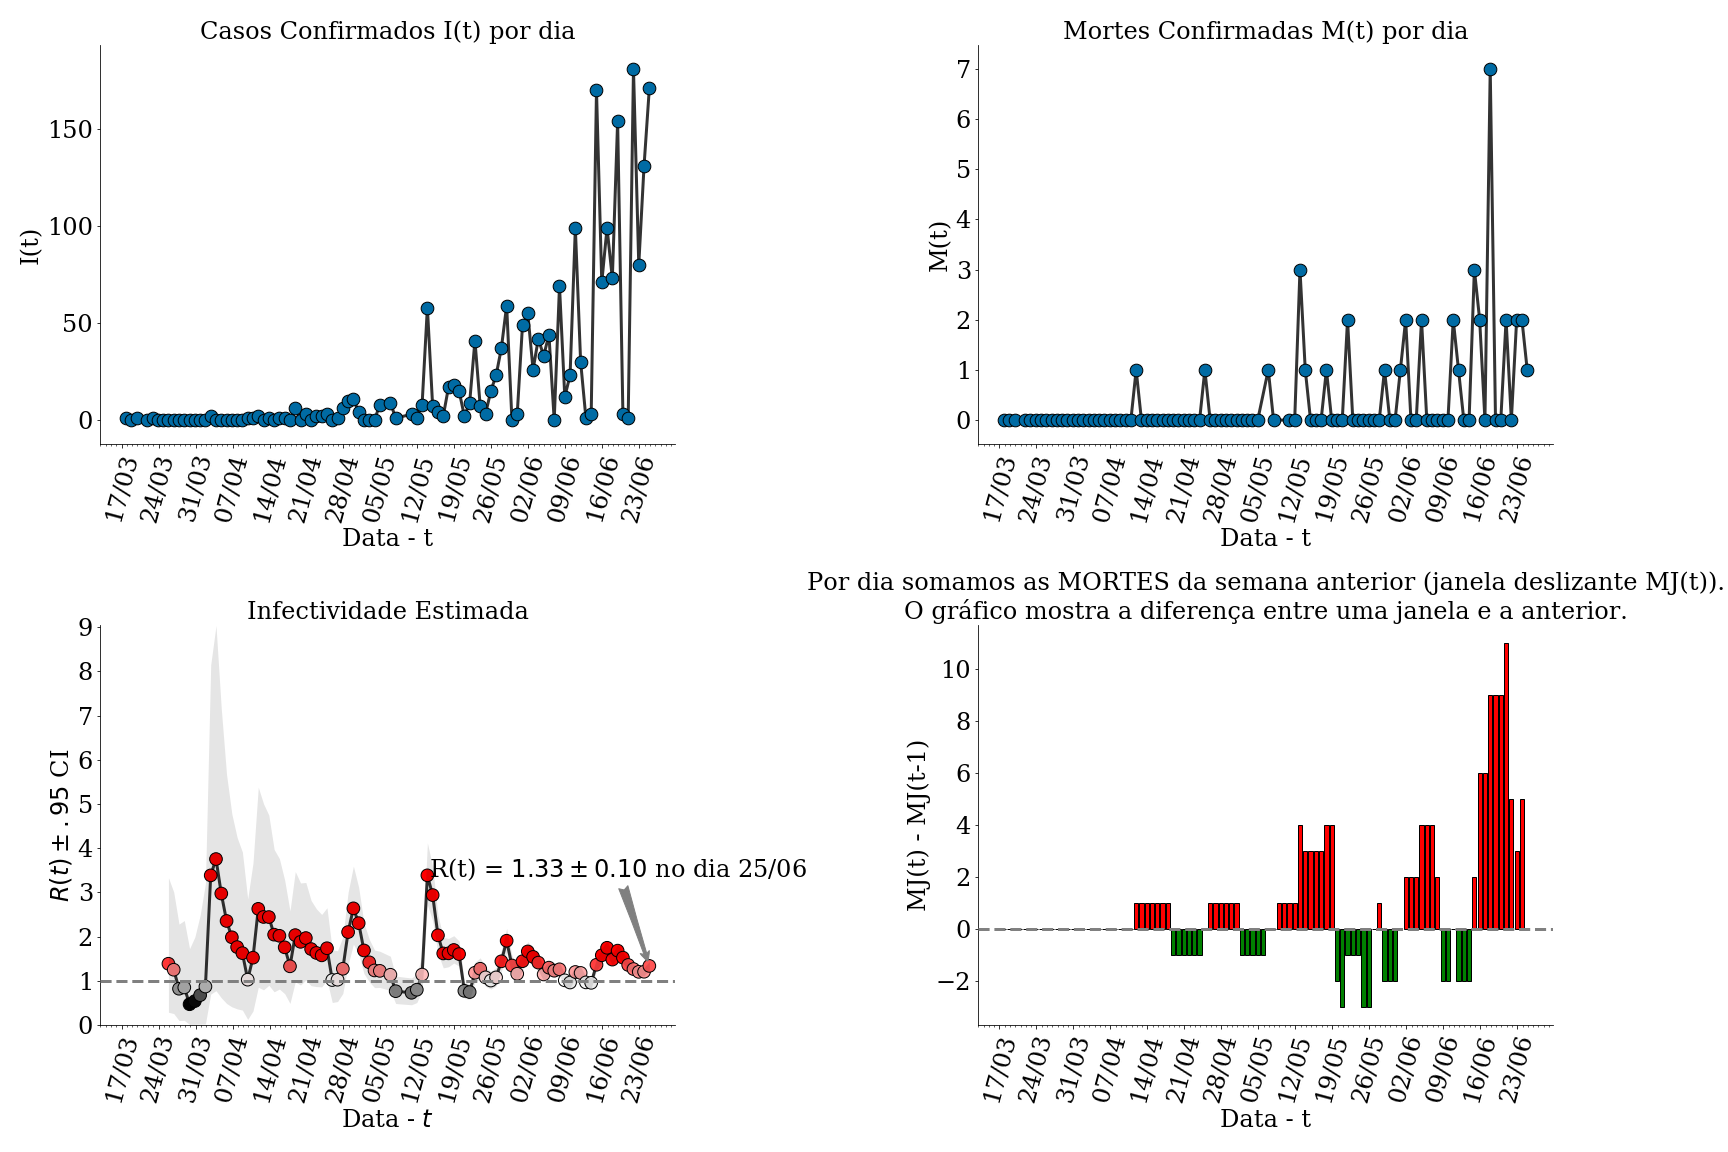 Casos Confirmados I(t) por dia
I(t)
150
100
50
0
17/03 24/03 31/03 07/04 14/04 21/04 28/04 05/05 12/05 19/05 26/05 02/06 09/06 16/06 23/06
Data - t
Mortes Confirmadas M(t) por dia
M(t)
7
6
5
4
3
2
1
0
17/03 24/03 31/03 07/04 14/04 21/04 28/04 05/05 12/05 19/05 26/05 02/06 09/06 16/06 23/06
Data - t
Infectividade Estimada
R(t) ± .95 CI
9
8
7
6
5
4
3
2
1
0
R(t) = 1.33 ± 0.10 no dia 25/06
17/03 24/03 31/03 07/04 14/04 21/04 28/04 05/05 12/05 19/05 26/05 02/06 09/06 16/06 23/06
Data - t
Por dia somamos as MORTES da semana anterior (janela deslizante MJ(t)).
O gráfico mostra a diferença entre uma janela e a anterior.
MJ(t) - MJ(t-1)
10
8
6
4
2
0
−2
17/03 24/03 31/03 07/04 14/04 21/04 28/04 05/05 12/05 19/05 26/05 02/06 09/06 16/06 23/06
Data - t